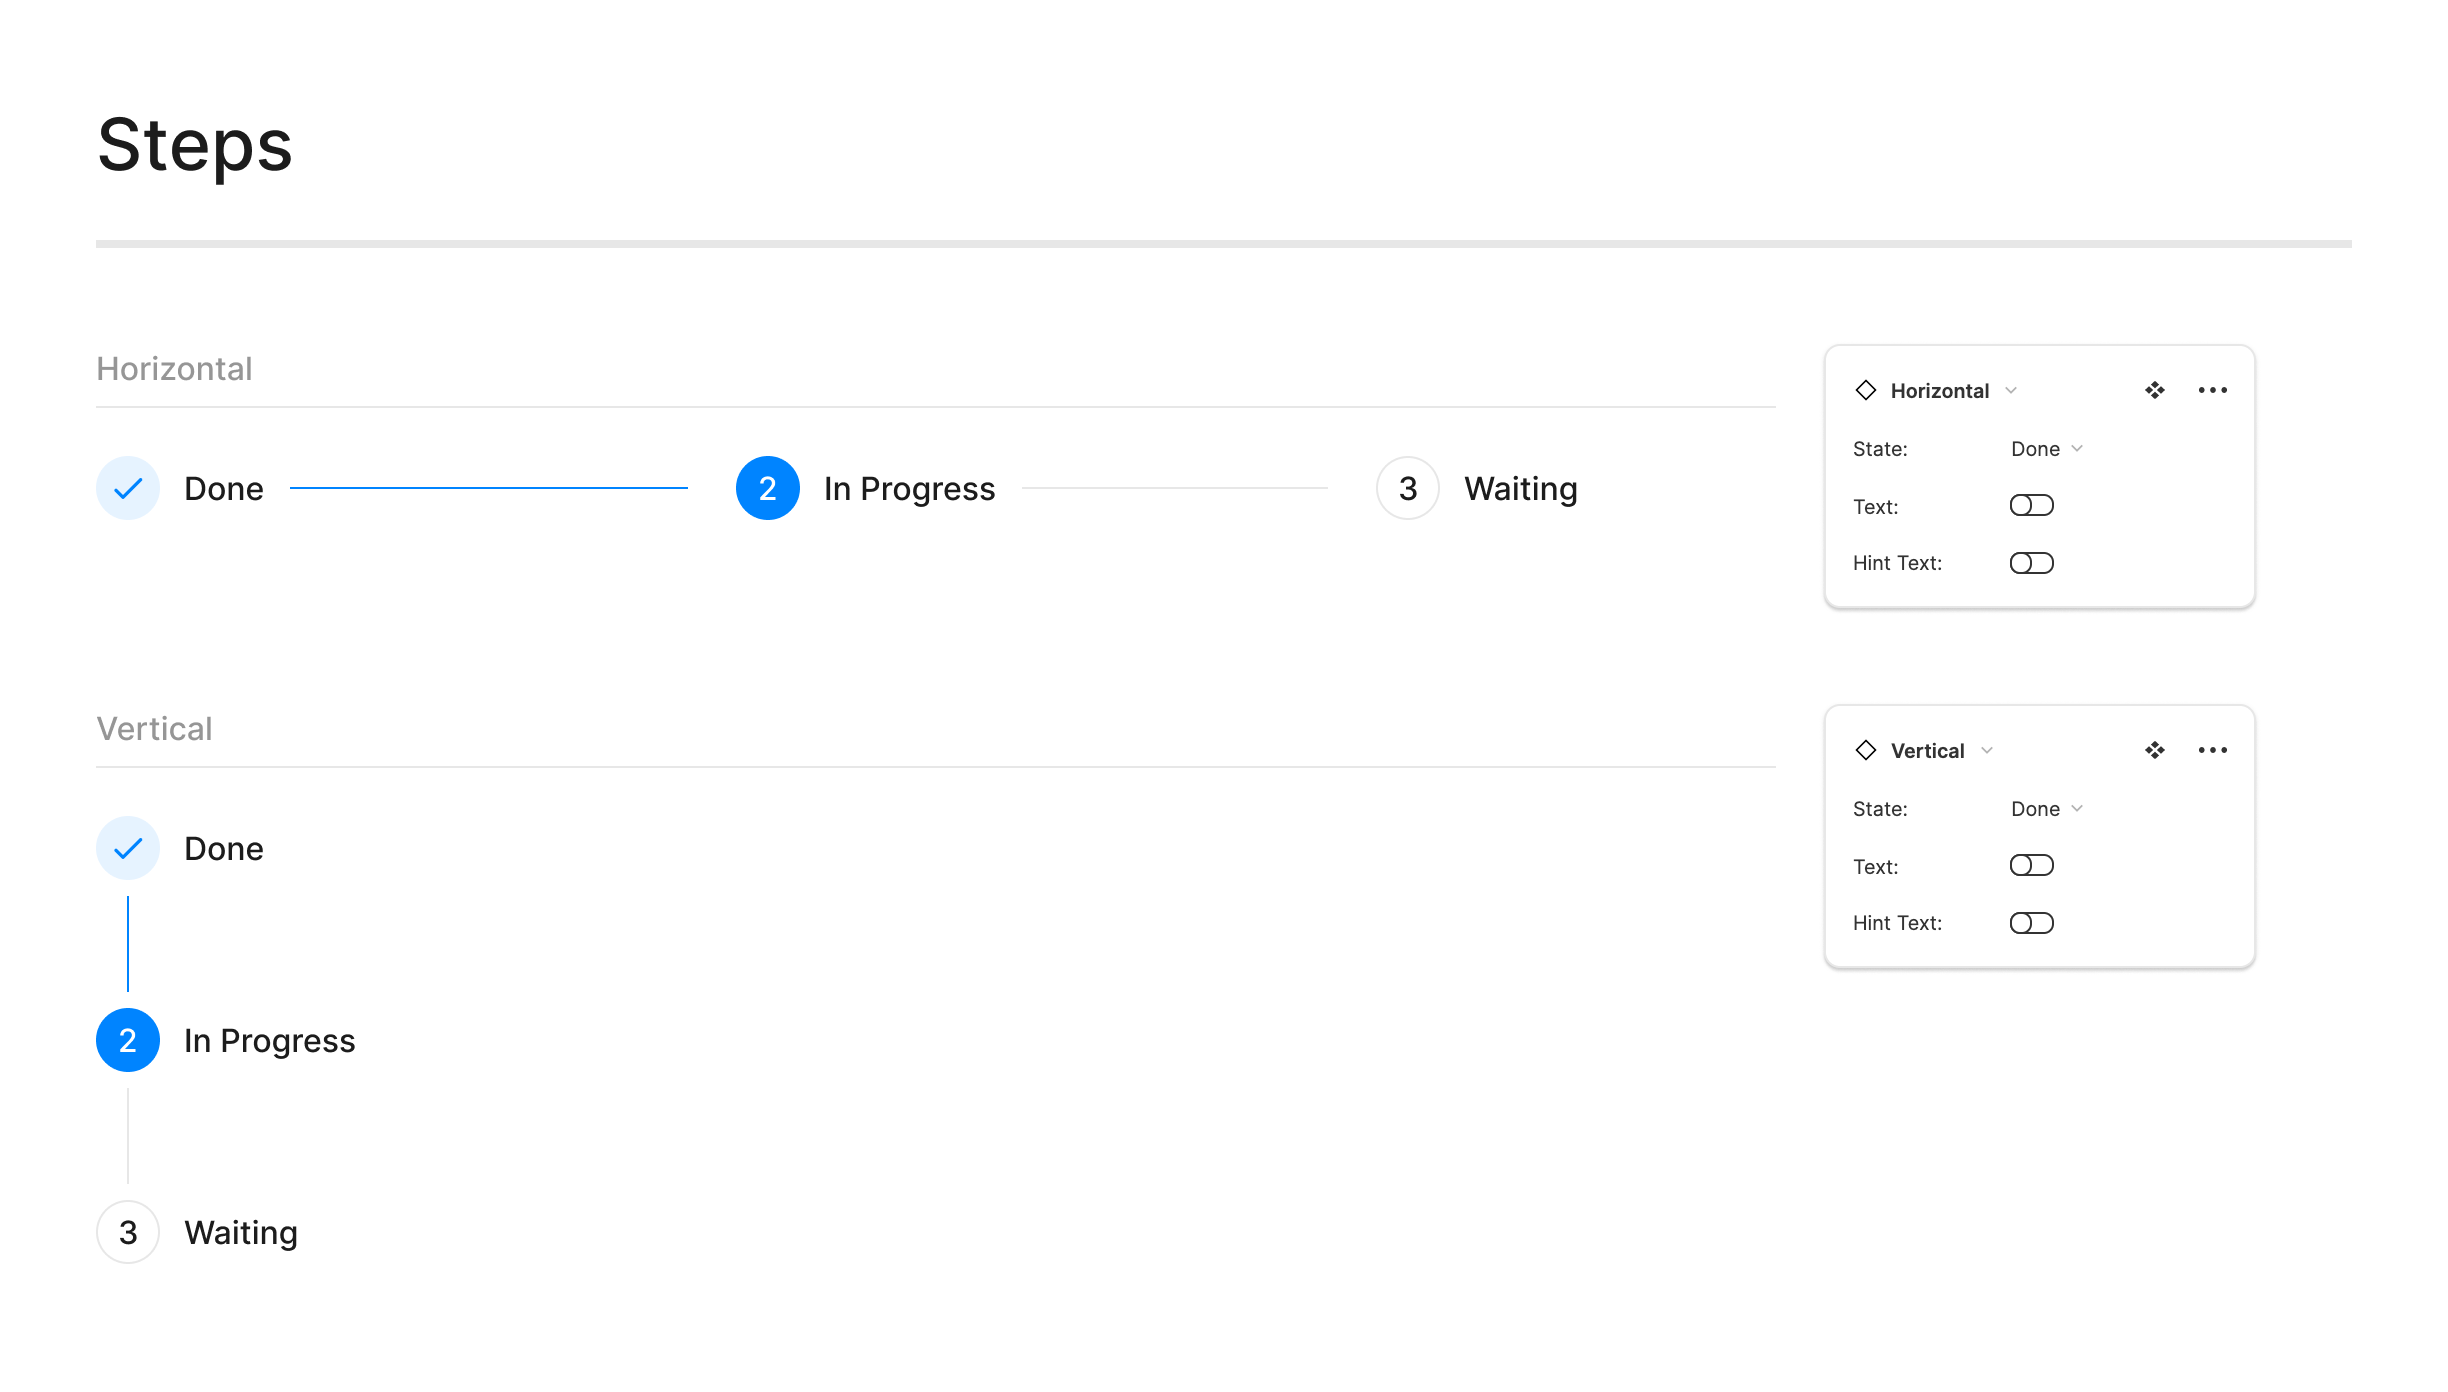 Steps
Horizontal
Done
2 In Progress
3 Waiting
Horizontal
State: Done
Text:
Hint Text:
Vertical
Done
2 In Progress
3 Waiting
Vertical
State: Done
Text:
Hint Text: